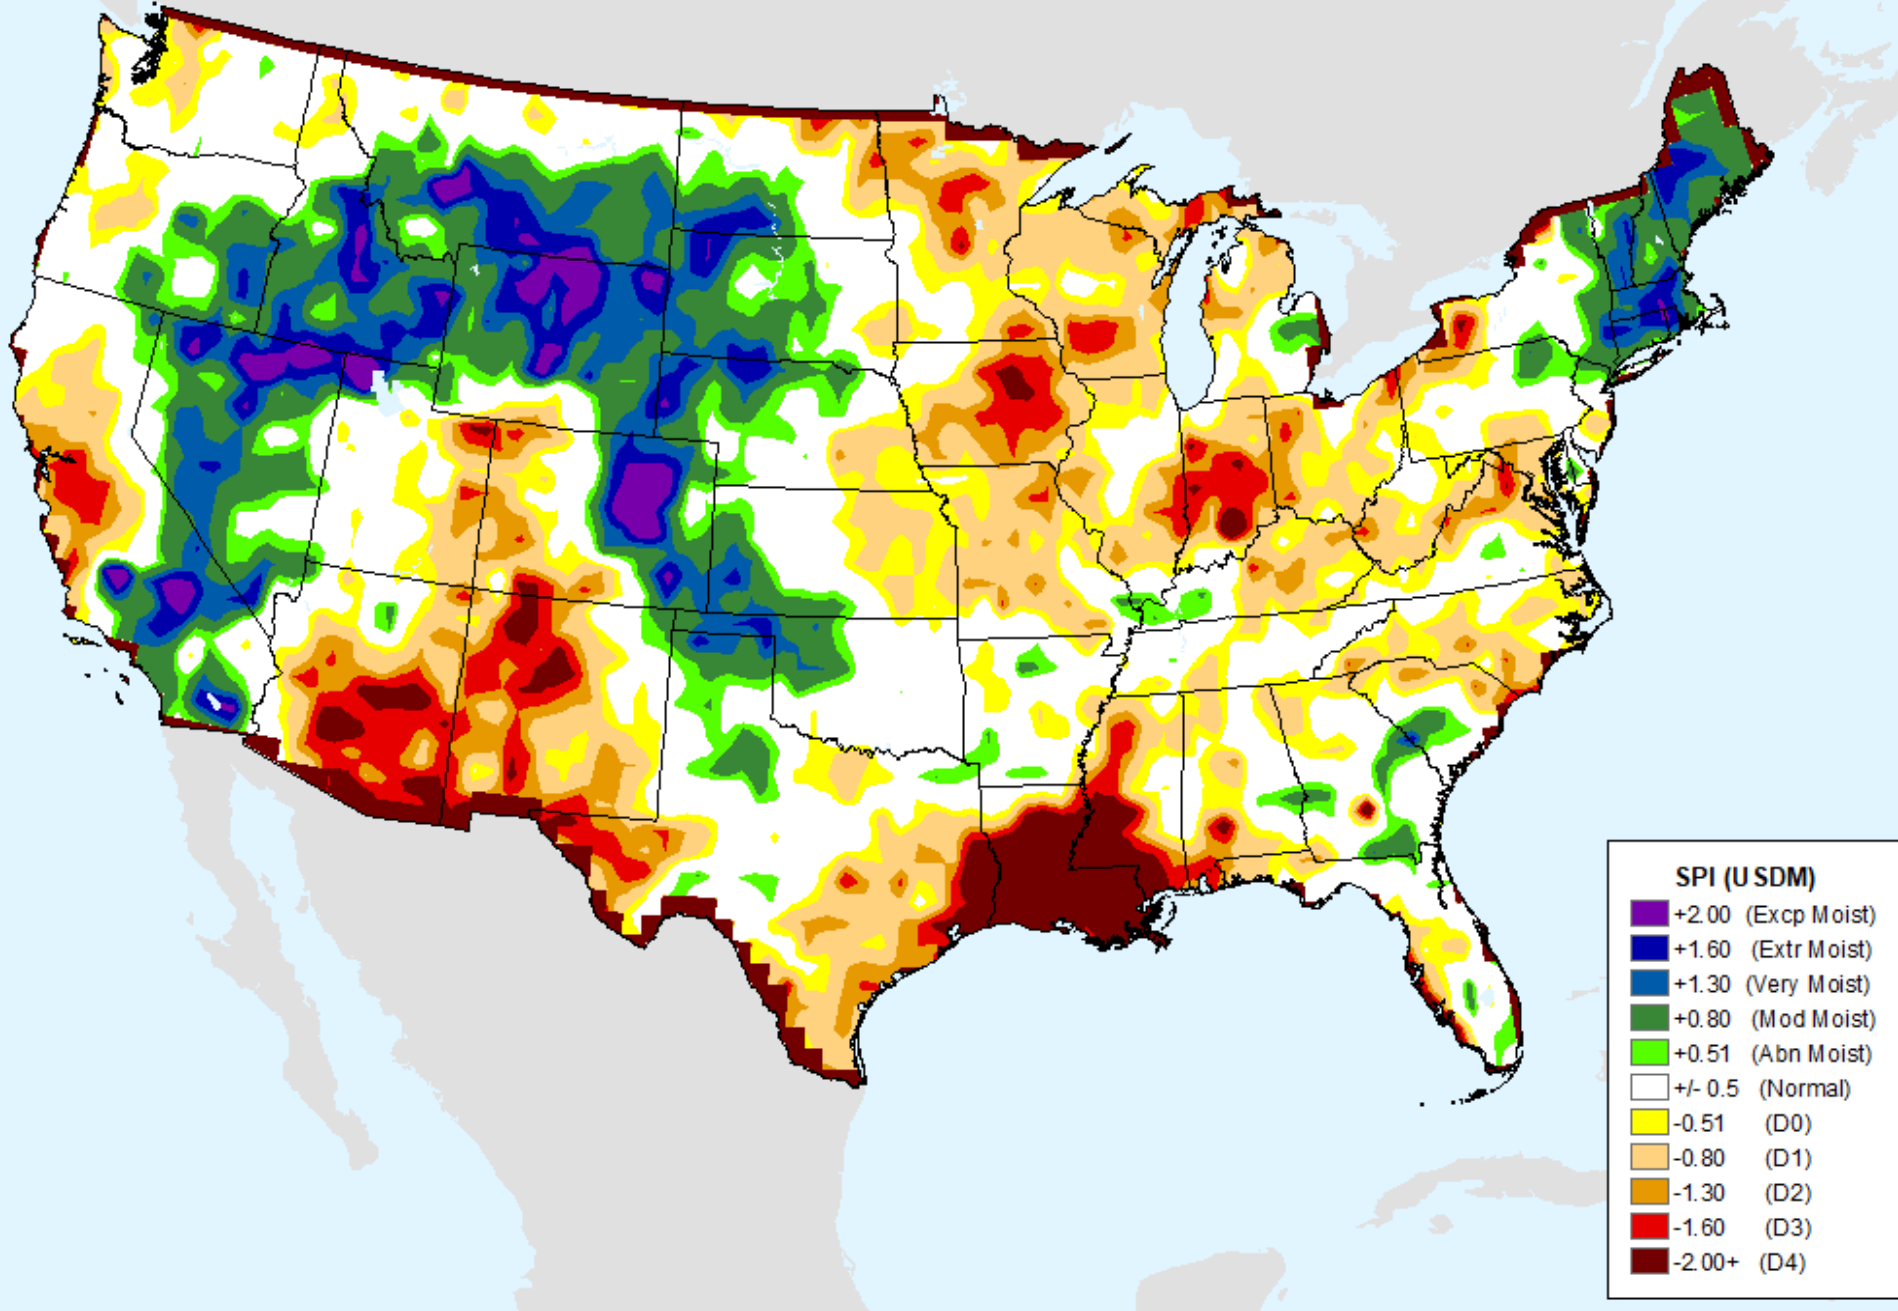 SPI (USDM)
+2.00 (Excp Moist)
+1.60 (Extr Moist)
+1.30 (Very Moist)
+0.80 (Mod Moist)
+0.51 (Abn Moist)
+/- 0.5 (Normal)
-0.51 (D0)
-0.80 (D1)
-1.30 (D2)
-1.60 (D3)
-2.00+ (D4)